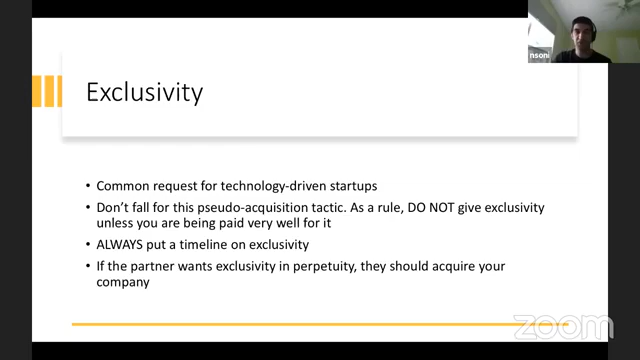 nsoni
Exclusivity
• Common request for technology-driven startups
• Don't fall for this pseudo-acquisition tactic. As a rule, DO NOT give exclusivity
unless you are being paid very well for it
• ALWAYS put a timeline on exclusivity
• If the partner wants exclusivity in perpetuity, they should acquire your
company
zoom